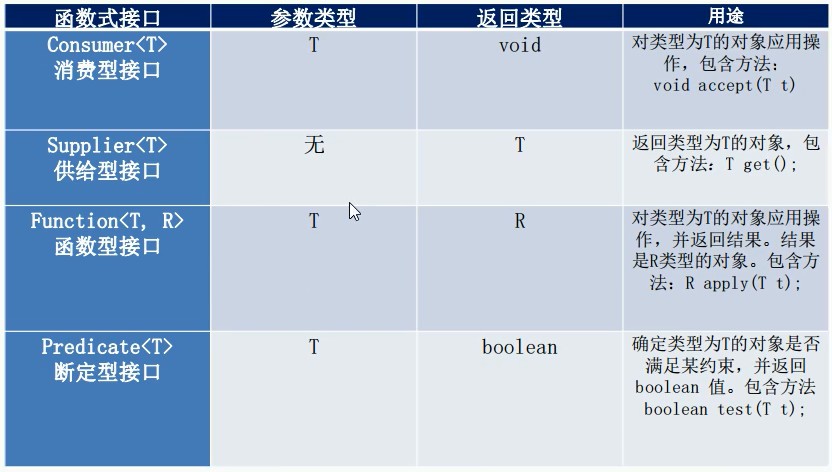 函数式接口 参数类型 返回类型 用途
Consumer<T>
消费型接口
T
void
对类型为T的对象应用操
作，包含方法：
void accept(T t)
Supplier<T>
供给型接口
无
T
返回类型为T的对象，包
含方法：T get();
Function<T, R>
函数型接口
T
R
对类型为T的对象应用操
作，并返回结果。结果
是R类型的对象。包含方
法：R apply(T t);
Predicate<T>
断定型接口
T
boolean
确定类型为T的对象是否
满足某约束，并返回
boolean 值。包含方法
boolean test(T t);